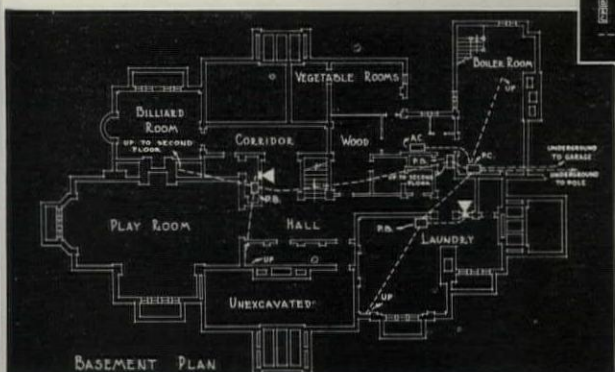 BOILER ROOM
VEGETABLE ROOMS
UP
BILLIARD
ROOM
CORRIDOR
WOOD
A.C.
UP TO SECOND
FLOOR
P.B.
P.C.
UNDERGROUND
TO GARAGE
UP TO SECOND
FLOOR
UNDERGROUND
TO POLE
P.B.
PLAY ROOM
HALL
P.B.
LAUNDRY
UP
UP
UNEXCAVATED
BASEMENT PLAN